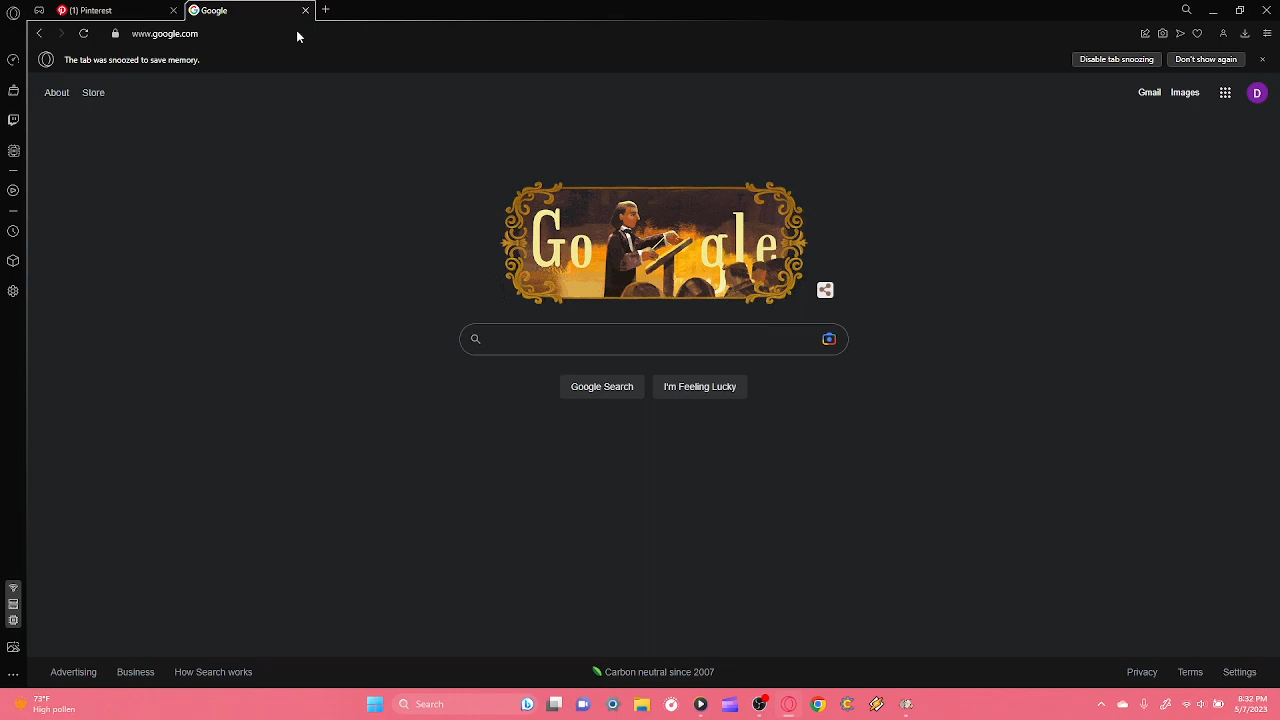 (1) Pinterest
Google
www.google.com
The tab was snoozed to save memory.
Disable tab snoozing
Don't show again
About
Store
Gmail
Images
D
Google
Google Search
I'm Feeling Lucky
Advertising
Business
How Search works
Carbon neutral since 2007
Privacy
Terms
Settings
73°F
High pollen
Search
8:32 PM
5/7/2023